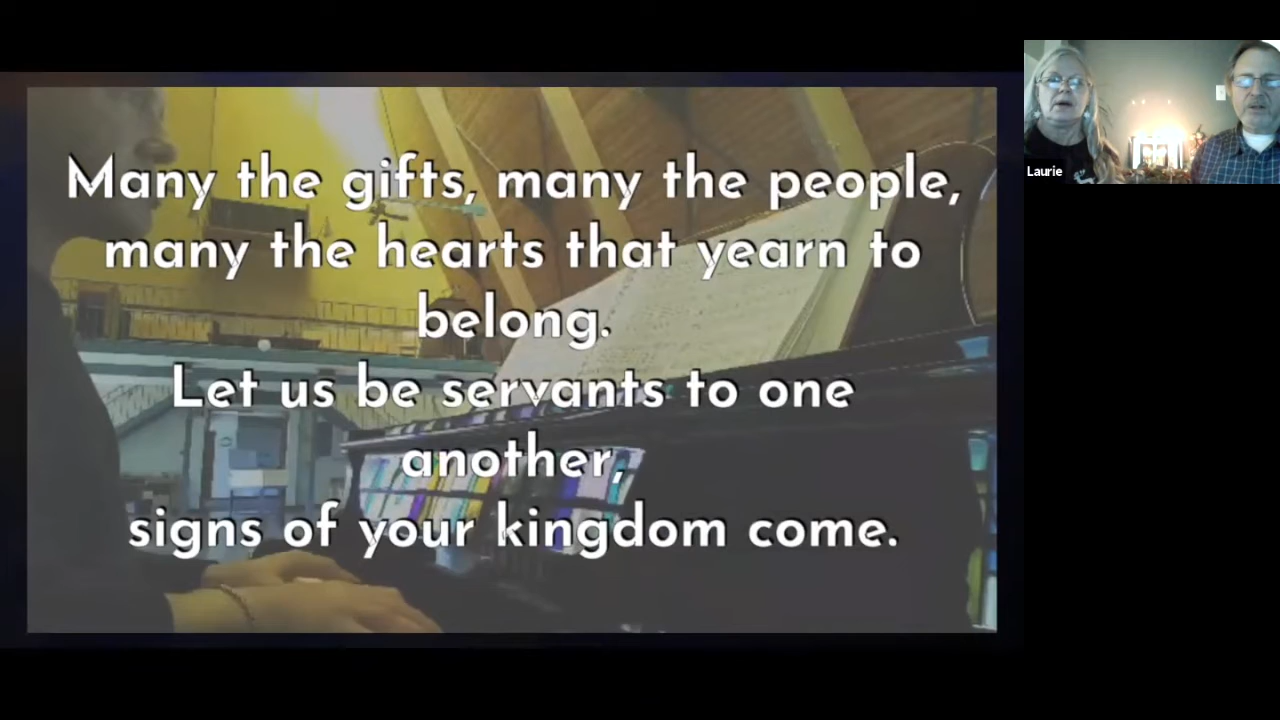 Many the gifts, many the people,
many the hearts that yearn to
belong.
Let us be servants to one
another,
signs of your kingdom come.
Laurie